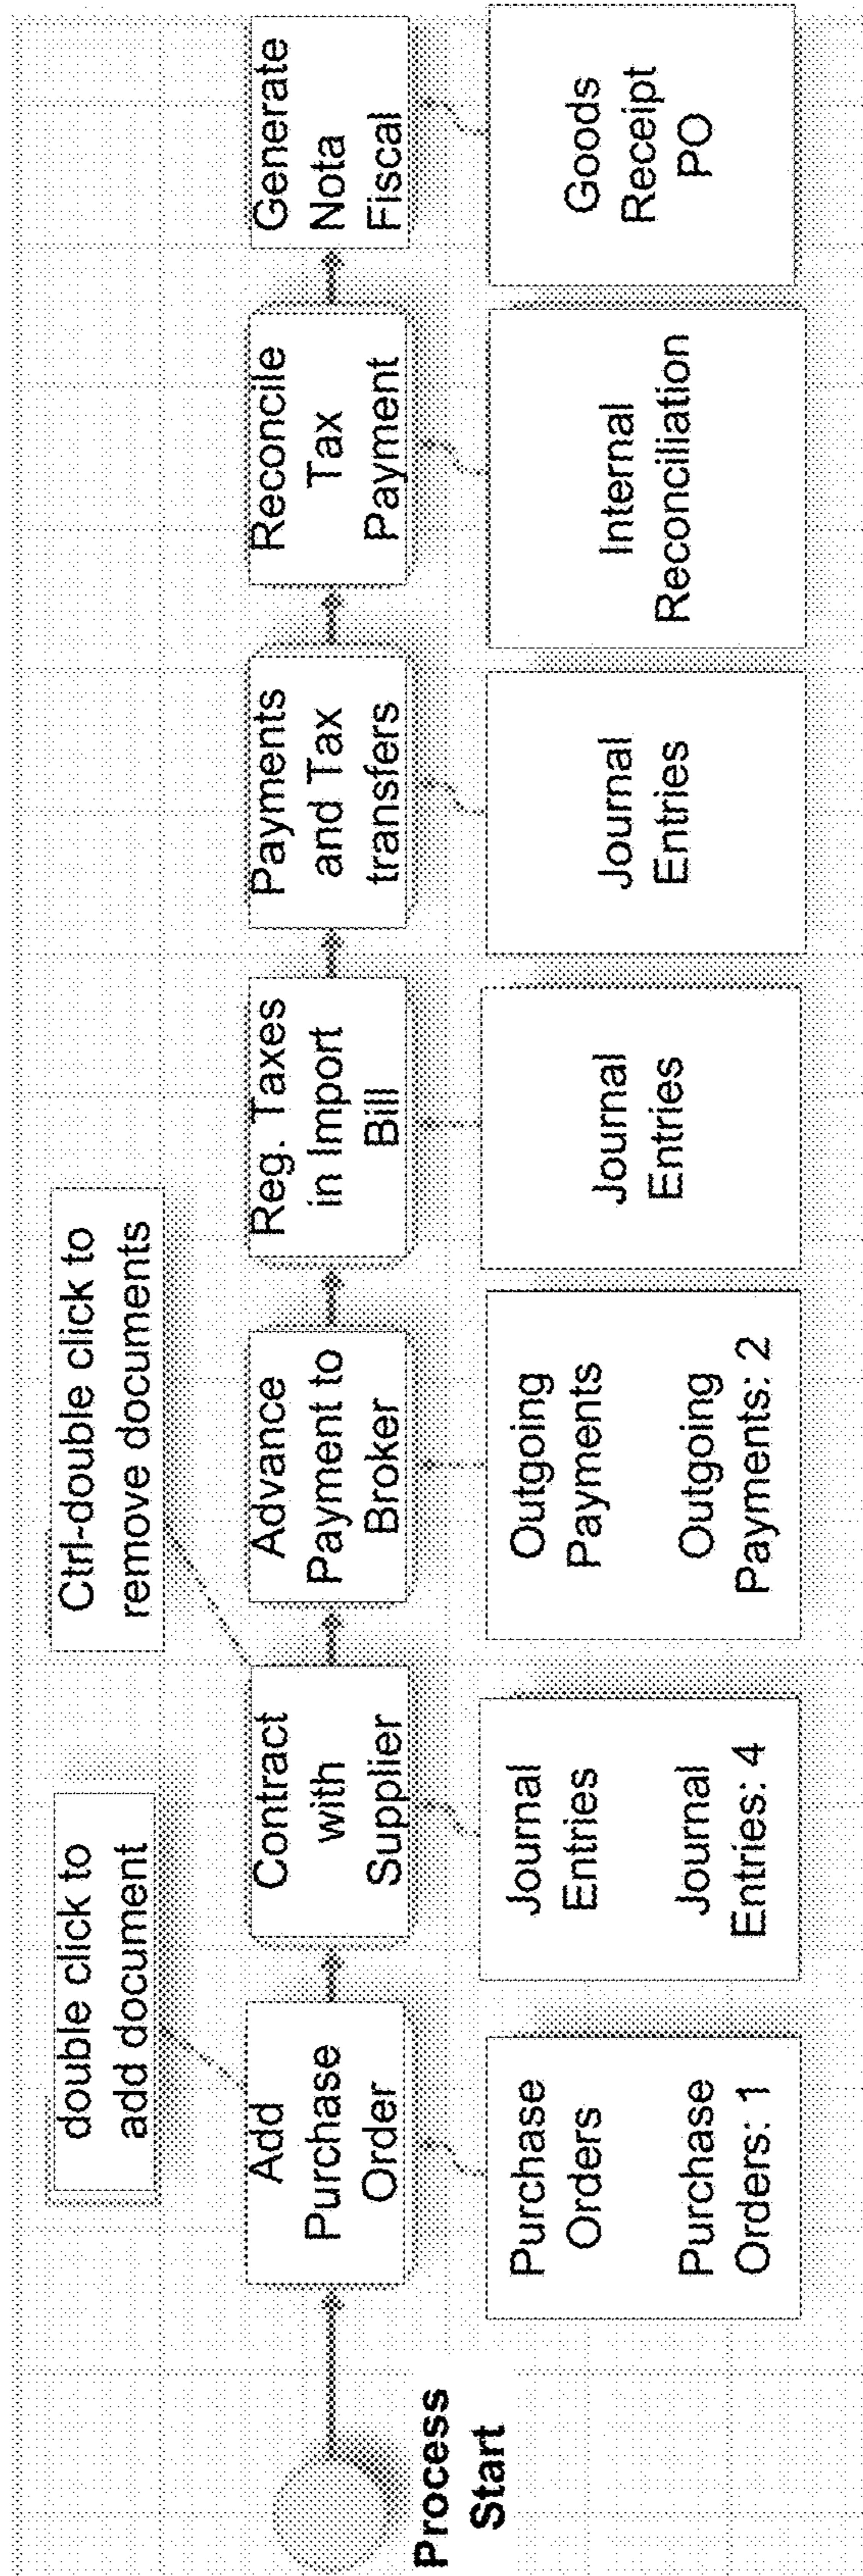 double click to
add document
Ctrl-double click to
remove documents
Process
Start
Add
Purchase
Order
Contract
with
Supplier
Advance
Payment to
Broker
Reg. Taxes
in Import
Bill
Payments
and Tax
transfers
Reconcile
Tax
Payment
Generate
Nota
Fiscal
Purchase
Orders
Purchase
Orders: 1
Journal
Entries
Journal
Entries: 4
Outgoing
Payments
Outgoing
Payments: 2
Journal
Entries
Journal
Entries
Internal
Reconciliation
Goods
Receipt
PO